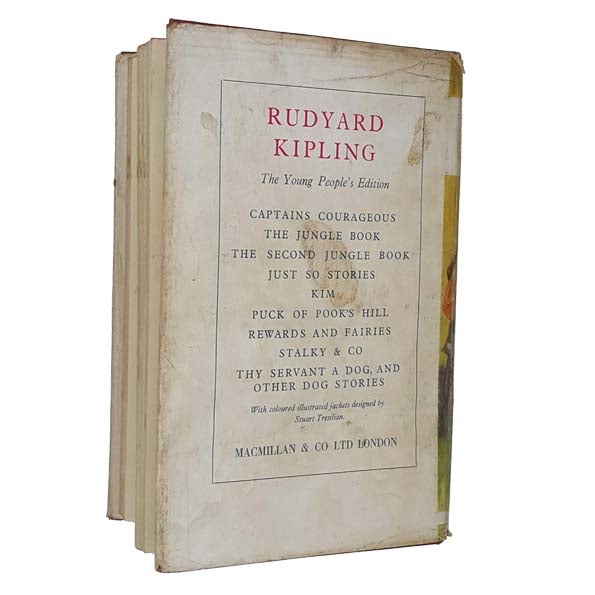 RUDYARD
KIPLING
The Young People's Edition
CAPTAINS COURAGEOUS
THE JUNGLE BOOK
THE SECOND JUNGLE BOOK
JUST SO STORIES
KIM
PUCK OF POOK'S HILL
REWARDS AND FAIRIES
STALKY & CO
THY SERVANT A DOG, AND
OTHER DOG STORIES
With coloured illustrated jackets designed by
Stuart Tresilian.
MACMILLAN & CO LTD LONDON